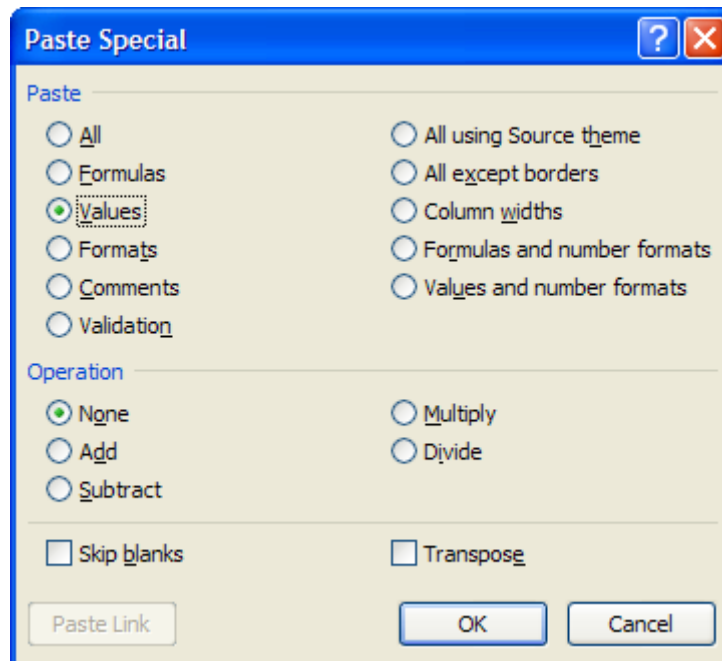 Paste Special
Paste
All
All using Source theme
Formulas
All except borders
Values
Column widths
Formats
Formulas and number formats
Comments
Values and number formats
Validation
Operation
None
Multiply
Add
Divide
Subtract
Skip blanks
Transpose
Paste Link
OK
Cancel